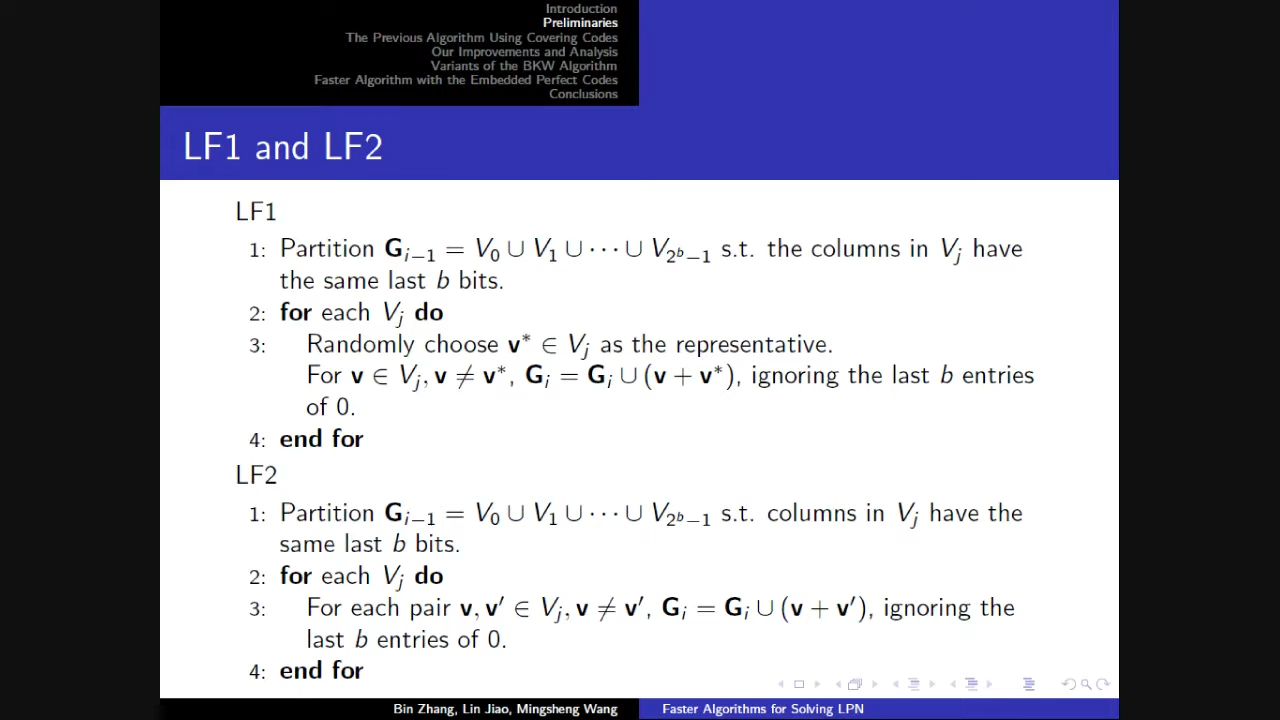 Introduction
Preliminaries
The Previous Algorithm Using Covering Codes
Our Improvements and Analysis
Variants of the BKW Algorithm
Faster Algorithm with the Embedded Perfect Codes
Conclusions
LF1 and LF2
LF1
1: Partition G_{i−1} = V_0 ∪ V_1 ∪ ⋯ ∪ V_{2^b−1} s.t. the columns in V_j have
the same last b bits.
2: for each V_j do
3: Randomly choose v* ∈ V_j as the representative.
For v ∈ V_j, v ≠ v*, G_i = G_i ∪ (v + v*), ignoring the last b entries
of 0.
4: end for
LF2
1: Partition G_{i−1} = V_0 ∪ V_1 ∪ ⋯ ∪ V_{2^b−1} s.t. columns in V_j have the
same last b bits.
2: for each V_j do
3: For each pair v, v′ ∈ V_j, v ≠ v′, G_i = G_i ∪ (v + v′), ignoring the
last b entries of 0.
4: end for
Bin Zhang, Lin Jiao, Mingsheng Wang
Faster Algorithms for Solving LPN